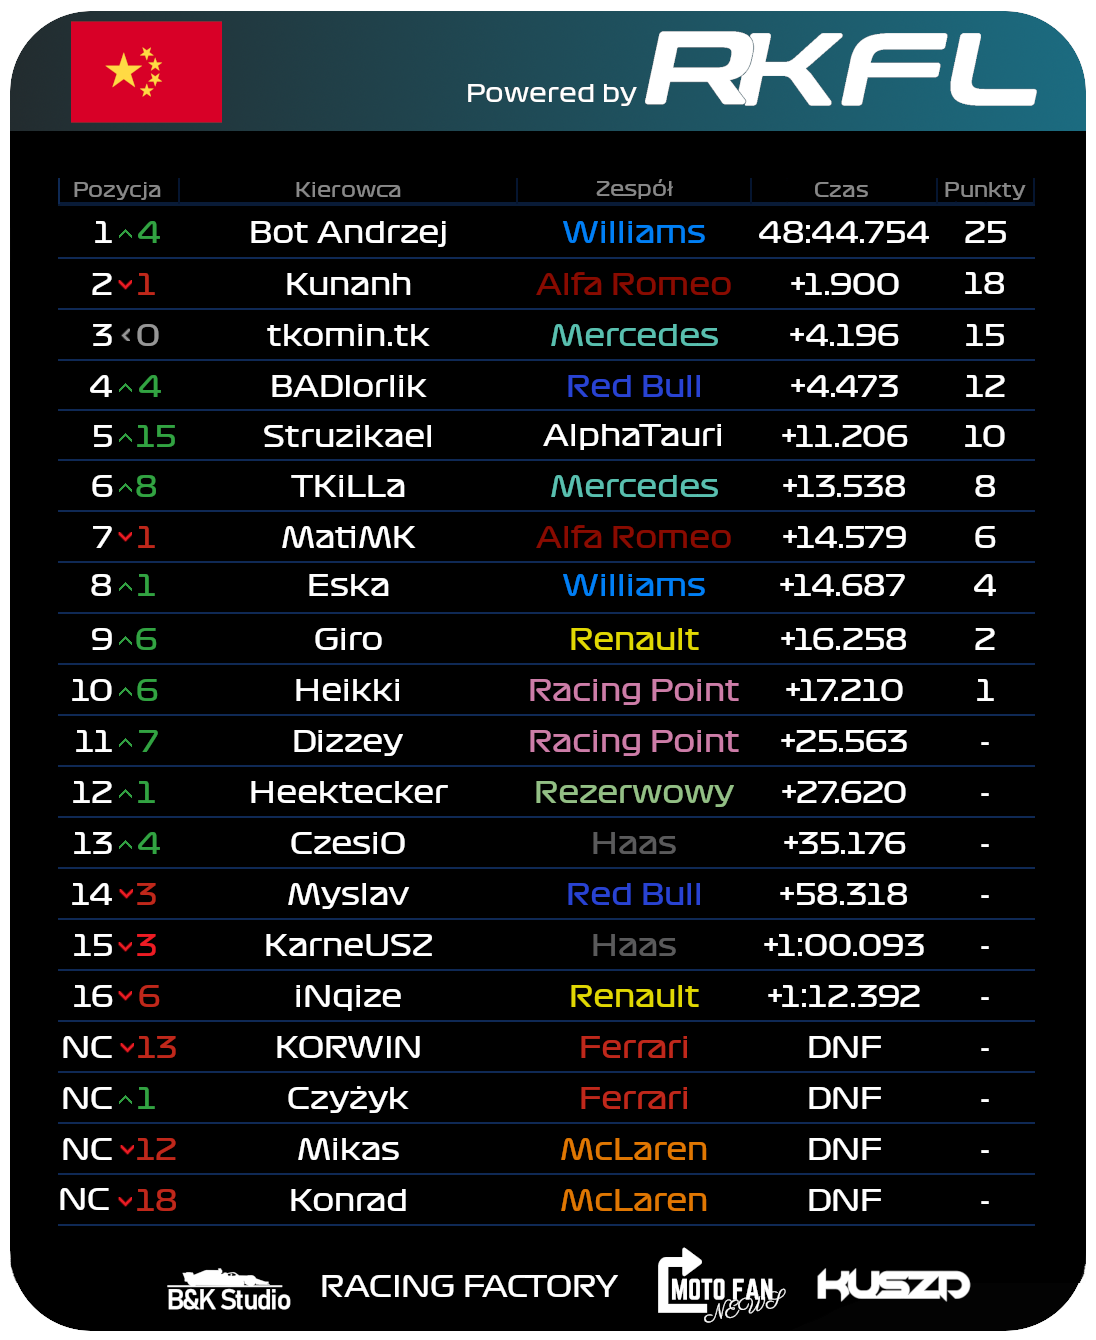 Powered by RKFL
Pozycja Kierowca Zespół Czas Punkty
1 4 Bot Andrzej Williams 48:44.754 25
2 1 Kunanh Alfa Romeo +1.900 18
3 0 tkomin.tk Mercedes +4.196 15
4 4 BADlorlik Red Bull +4.473 12
5 15 Struzikael AlphaTauri +11.206 10
6 8 TKiLLa Mercedes +13.538 8
7 1 MatiMK Alfa Romeo +14.579 6
8 1 Eska Williams +14.687 4
9 6 Giro Renault +16.258 2
10 6 Heikki Racing Point +17.210 1
11 7 Dizzey Racing Point +25.563 -
12 1 Heektecker Rezerwowy +27.620 -
13 4 CzesiO Haas +35.176 -
14 3 Myslav Red Bull +58.318 -
15 3 KarneUSZ Haas +1:00.093 -
16 6 iNqize Renault +1:12.392 -
NC 13 KORWIN Ferrari DNF -
NC 1 Czyżyk Ferrari DNF -
NC 12 Mikas McLaren DNF -
NC 18 Konrad McLaren DNF -
B&K Studio RACING FACTORY MOTO FAN NEWS KUSZD